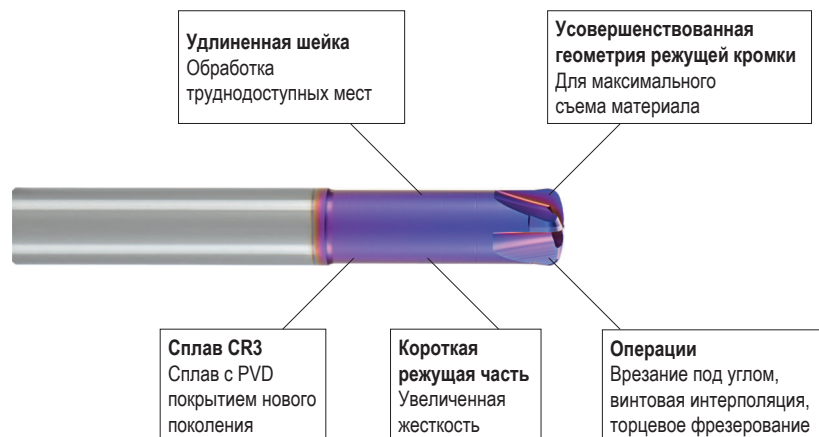 Удлиненная шейка
Обработка
труднодоступных мест
Усовершенствованная
геометрия режущей кромки
Для максимального
съема материала
Сплав CR3
Сплав с PVD
покрытием нового
поколения
Короткая
режущая часть
Увеличенная
жесткость
Операции
Врезание под углом,
винтовая интерполяция,
торцевое фрезерование